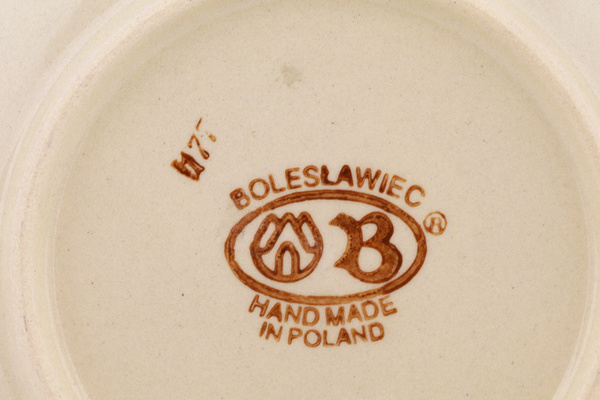 BOLESŁAWIEC
B
®
HAND MADE
IN POLAND